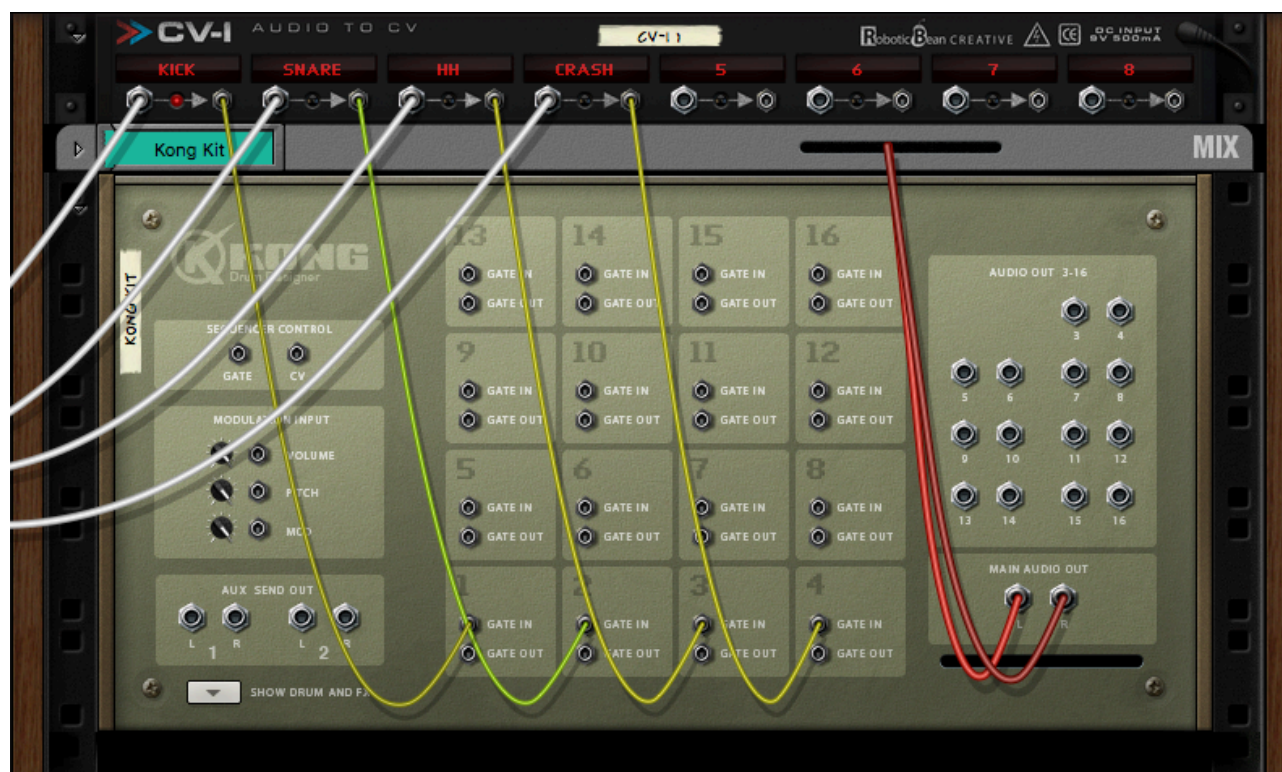 CV-1 AUDIO TO CV
CV-1 1
RoboticBean CREATIVE CE DC INPUT
9V 500mA
KICK SNARE HH CRASH 5 6 7 8
Kong Kit
MIX
KONG
Drum Designer
KONG KIT
SEQUENCER CONTROL
GATE CV
MODULATION INPUT
VOLUME
PITCH
MOD
AUX SEND OUT
L R L R
1 2
SHOW DRUM AND FX
13 14 15 16
GATE IN GATE IN GATE IN GATE IN
GATE OUT GATE OUT GATE OUT GATE OUT
9 10 11 12
GATE IN GATE IN GATE IN GATE IN
GATE OUT GATE OUT GATE OUT GATE OUT
5 6 7 8
GATE IN GATE IN GATE IN GATE IN
GATE OUT GATE OUT GATE OUT GATE OUT
1 2 3 4
GATE IN GATE IN GATE IN GATE IN
GATE OUT GATE OUT GATE OUT GATE OUT
AUDIO OUT 3-16
3 4
5 6 7 8
9 10 11 12
13 14 15 16
MAIN AUDIO OUT
L R